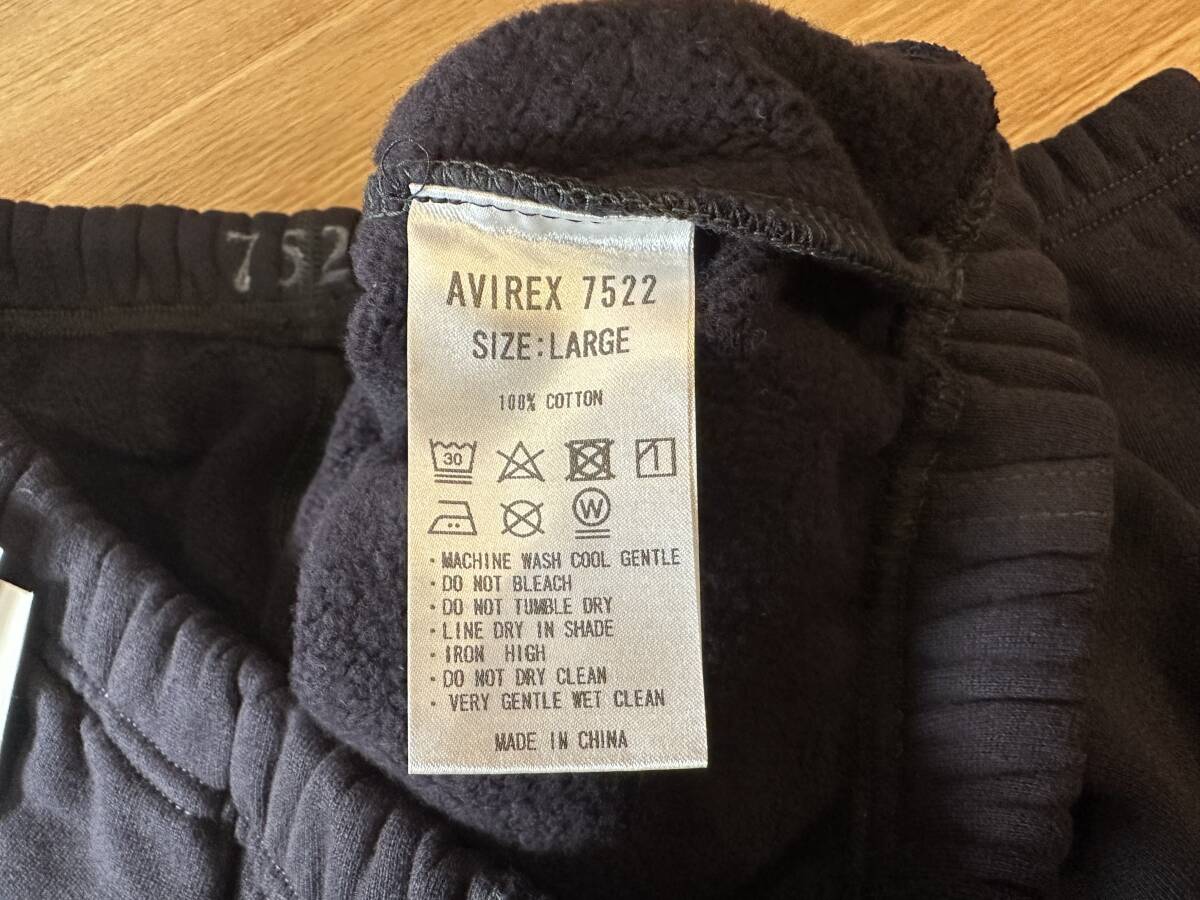 752
AVIREX 7522
SIZE:LARGE
100% COTTON
30
W
・MACHINE WASH COOL GENTLE
・DO NOT BLEACH
・DO NOT TUMBLE DRY
・LINE DRY IN SHADE
・IRON HIGH
・DO NOT DRY CLEAN
・VERY GENTLE WET CLEAN
MADE IN CHINA